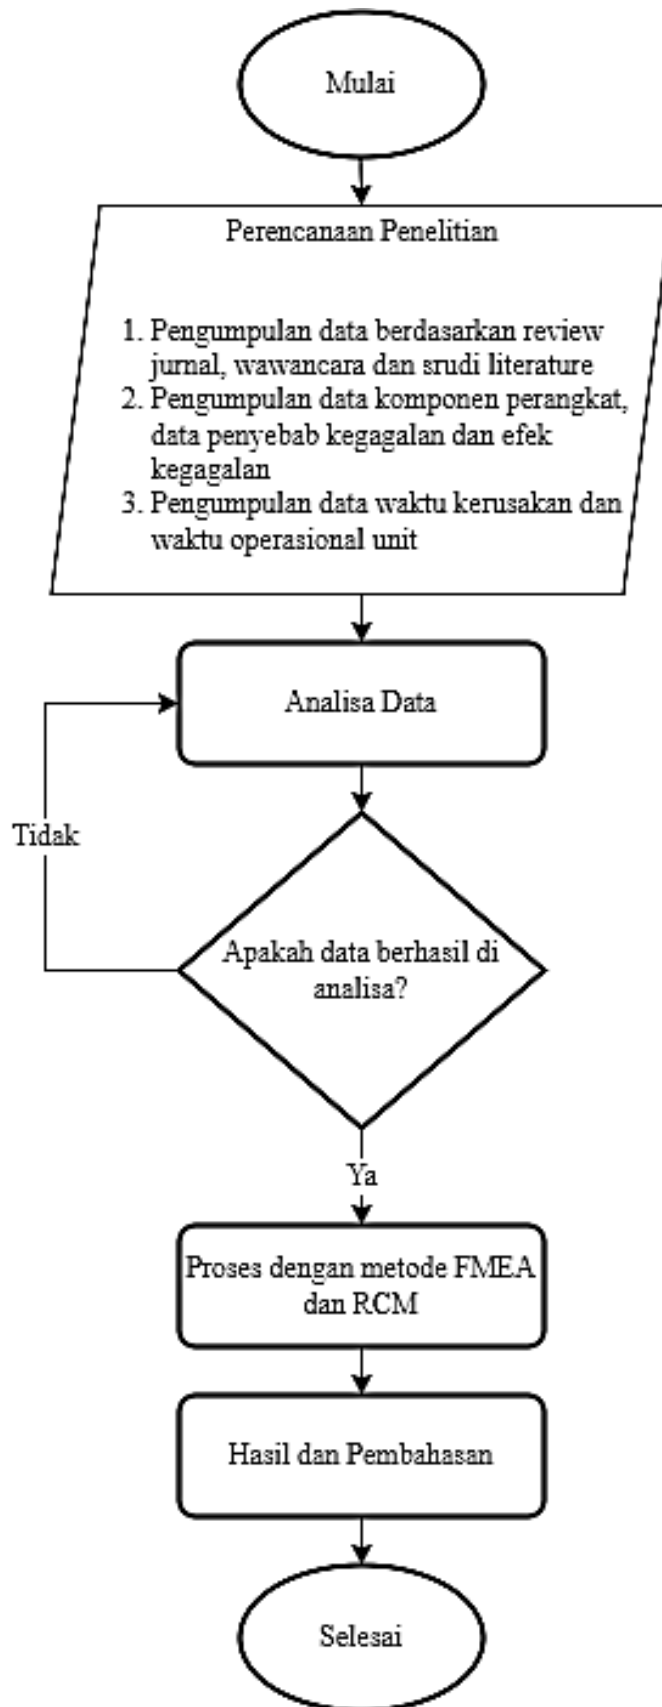 Mulai
Perencanaan Penelitian
1. Pengumpulan data berdasarkan review
jurnal, wawancara dan srudi literature
2. Pengumpulan data komponen perangkat,
data penyebab kegagalan dan efek
kegagalan
3. Pengumpulan data waktu kerusakan dan
waktu operasional unit
Analisa Data
Tidak
Apakah data berhasil di
analisa?
Ya
Proses dengan metode FMEA
dan RCM
Hasil dan Pembahasan
Selesai